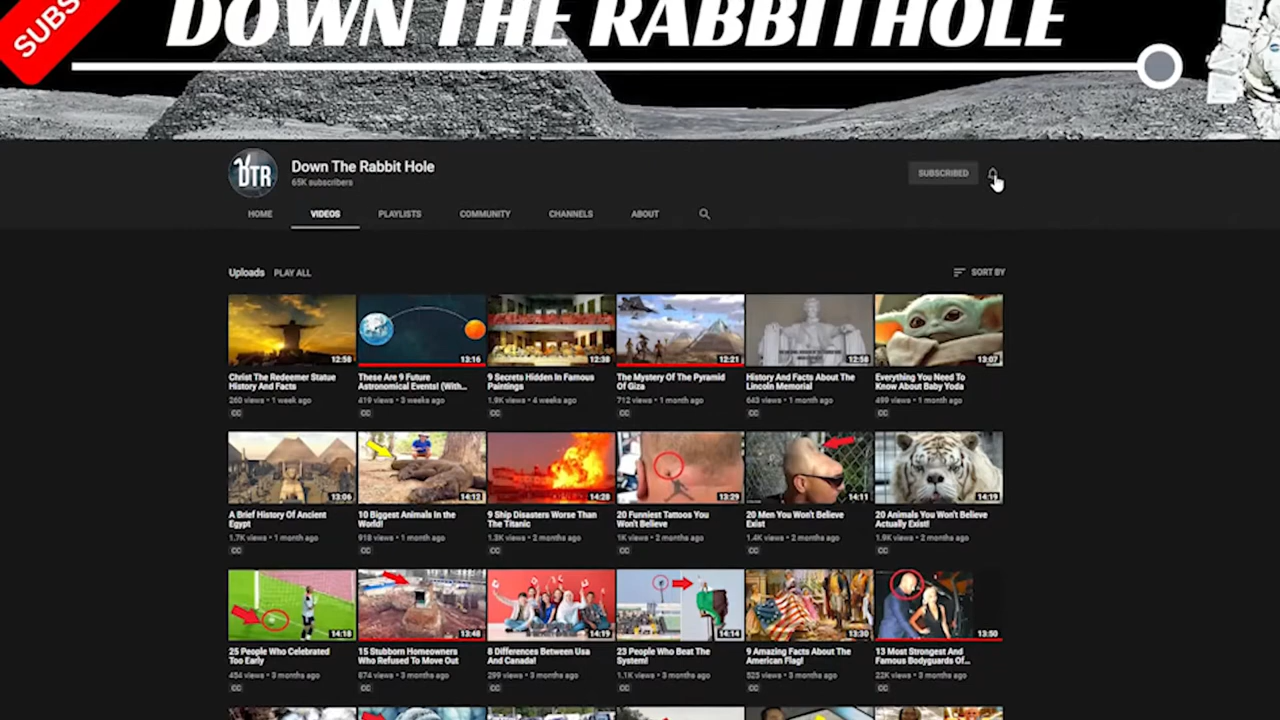 SUBS
DOWN THE RABBITHOLE
DTR
Down The Rabbit Hole
65K subscribers
SUBSCRIBED
HOME VIDEOS PLAYLISTS COMMUNITY CHANNELS ABOUT
Uploads PLAY ALL SORT BY
12:58 13:16 12:38 12:21 12:58 13:07
Christ The Redeemer Statue
History And Facts
260 views • 1 week ago
CC
These Are 9 Future
Astronomical Events! (With...
419 views • 3 weeks ago
CC
9 Secrets Hidden In Famous
Paintings
1.9K views • 4 weeks ago
CC
The Mystery Of The Pyramid
Of Giza
712 views • 1 month ago
CC
History And Facts About The
Lincoln Memorial
643 views • 1 month ago
CC
Everything You Need To
Know About Baby Yoda
499 views • 1 month ago
CC
13:06 14:12 14:28 13:29 14:11 14:19
A Brief History Of Ancient
Egypt
1.7K views • 1 month ago
CC
10 Biggest Animals In the
World!
918 views • 1 month ago
CC
9 Ship Disasters Worse Than
The Titanic
1.3K views • 2 months ago
CC
20 Funniest Tattoos You
Won't Believe
1K views • 2 months ago
CC
20 Men You Won't Believe
Exist
1.4K views • 2 months ago
CC
20 Animals You Won't Believe
Actually Exist!
1.9K views • 2 months ago
CC
14:18 13:48 14:19 14:14 13:30 13:50
25 People Who Celebrated
Too Early
454 views • 3 months ago
CC
15 Stubborn Homeowners
Who Refused To Move Out
874 views • 3 months ago
CC
8 Differences Between Usa
And Canada!
299 views • 3 months ago
CC
23 People Who Beat The
System!
1.1K views • 3 months ago
CC
9 Amazing Facts About The
American Flag!
525 views • 3 months ago
CC
13 Most Strongest And
Famous Bodyguards Of...
22K views • 3 months ago
CC